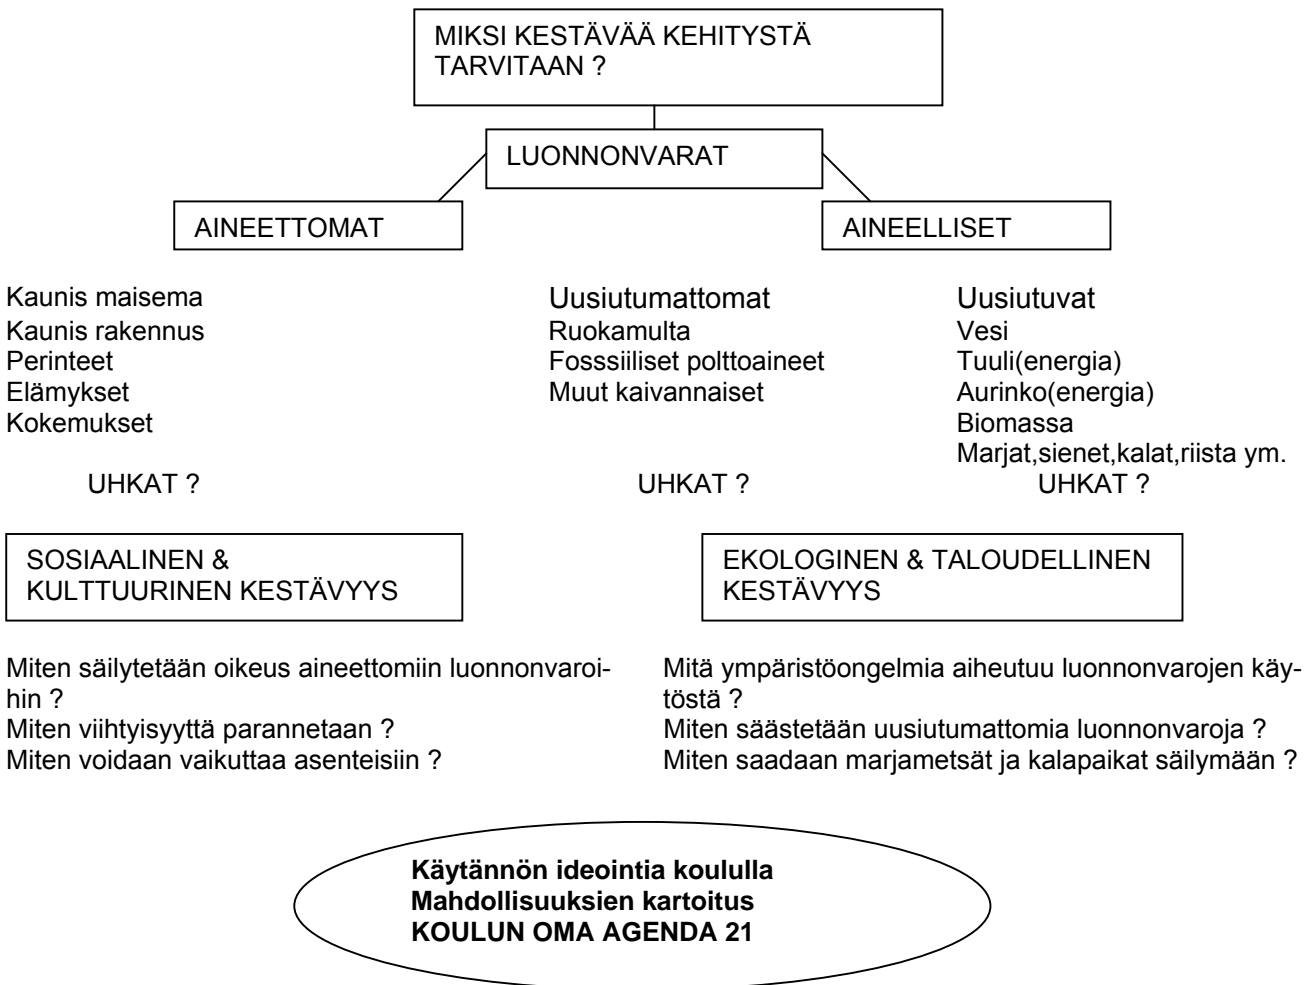 MIKSI KESTÄVÄÄ KEHITYSTÄ
TARVITAAN ?
LUONNONVARAT
AINEETTOMAT
AINEELLISET
Kaunis maisema
Kaunis rakennus
Perinteet
Elämykset
Kokemukset
UHKAT ?
Uusiutumattomat
Ruokamulta
Fosssiiliset polttoaineet
Muut kaivannaiset
UHKAT ?
Uusiutuvat
Vesi
Tuuli(energia)
Aurinko(energia)
Biomassa
Marjat,sienet,kalat,riista ym.
UHKAT ?
SOSIAALINEN &
KULTTUURINEN KESTÄVYYS
EKOLOGINEN & TALOUDELLINEN
KESTÄVYYS
Miten säilytetään oikeus aineettomiin luonnonvaroi-
hin ?
Miten viihtyisyyttä parannetaan ?
Miten voidaan vaikuttaa asenteisiin ?
Mitä ympäristöongelmia aiheutuu luonnonvarojen käy-
töstä ?
Miten säästetään uusiutumattomia luonnonvaroja ?
Miten saadaan marjametsät ja kalapaikat säilymään ?
Käytännön ideointia koululla
Mahdollisuuksien kartoitus
KOULUN OMA AGENDA 21